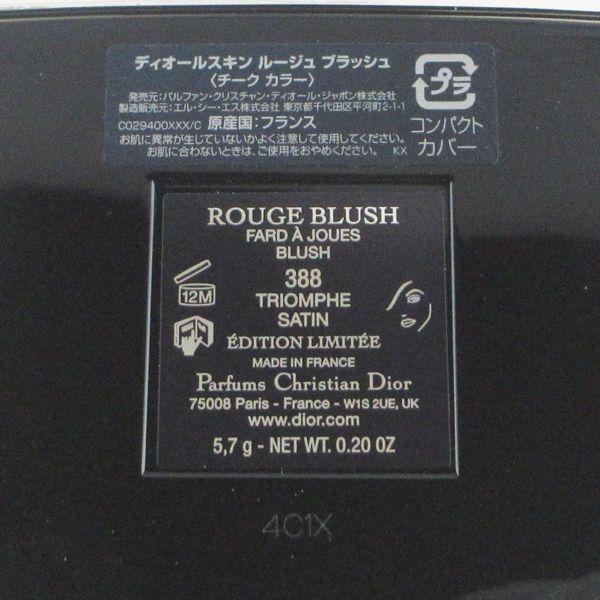 ディオールスキン ルージュ ブラッシュ
〈チーク カラー〉
発売元:パルファン・クリスチャン・ディオール・ジャポン株式会社
製造販売元:エル・シー・エス株式会社 東京都千代田区平河町2-1-1
C029400XXX/C 原産国:フランス
お肌に異常が生じていないかよく注意して使用してください。
お肌に合わないときは、ご使用をおやめください。 KX
プラ
コンパクト
カバー
ROUGE BLUSH
FARD À JOUES
BLUSH
388
TRIOMPHE
SATIN
12M
ÉDITION LIMITÉE
MADE IN FRANCE
Parfums Christian Dior
75008 Paris - France - W1S 2UE, UK
www.dior.com
5,7 g - NET WT. 0.20 OZ
4C1X